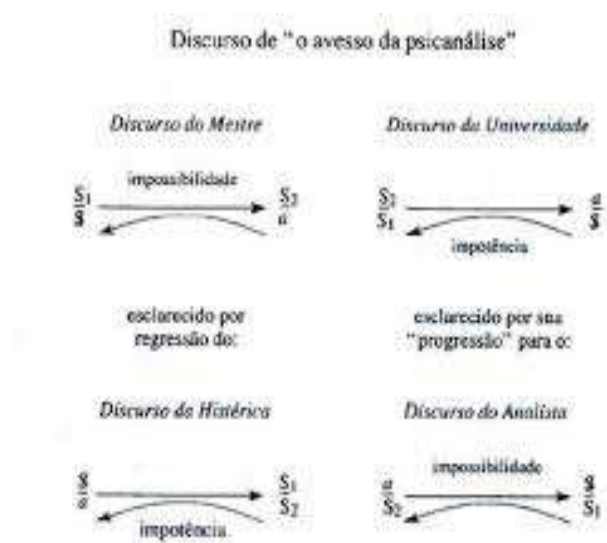 Discurso de "o avesso da psicanálise"
Discurso do Mestre
Discurso da Universidade
impossibilidade
S1
$
S2
a
S2
S1
a
$
impotência
esclarecido por
regressão do:
esclarecido por sua
"progressão" para o:
Discurso da Histérica
Discurso do Analista
$
a
S1
S2
impotência
impossibilidade
a
S2
$
S1